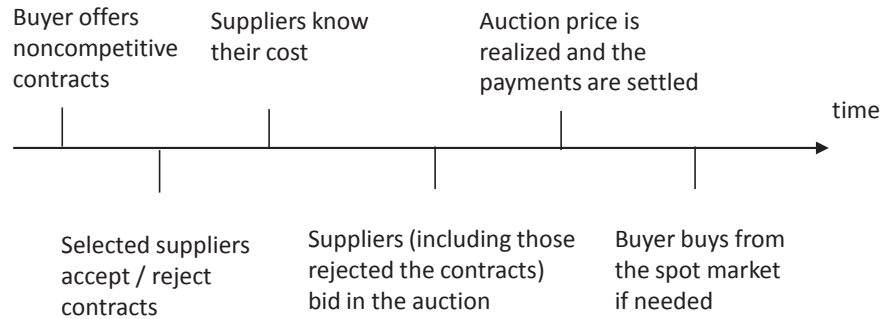 Buyer offers
noncompetitive
contracts
Suppliers know
their cost
Auction price is
realized and the
payments are settled
time
Selected suppliers
accept / reject
contracts
Suppliers (including those
rejected the contracts)
bid in the auction
Buyer buys from
the spot market
if needed